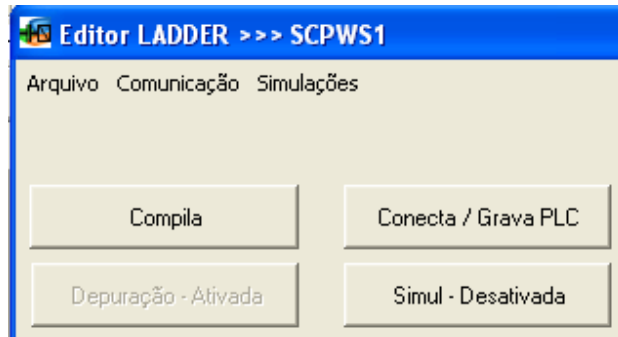 Editor LADDER >>> SCPWS1
Arquivo Comunicação Simulações
Compila Conecta / Grava PLC
Depuração - Ativada Simul - Desativada